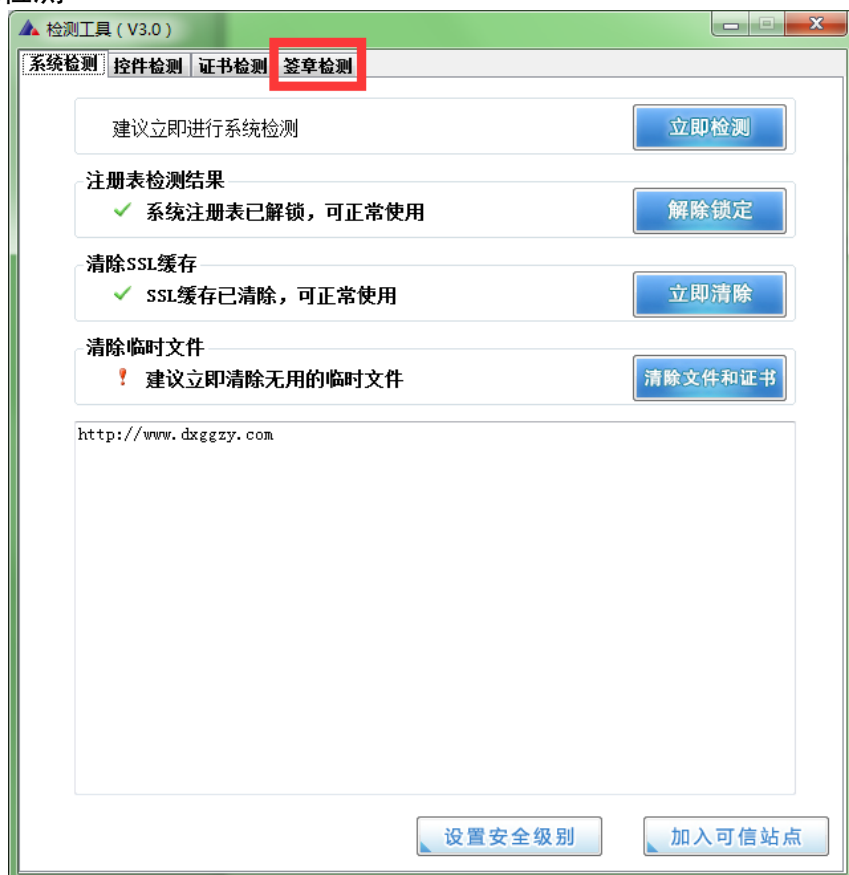 检测工具（V3.0）
系统检测 控件检测 证书检测 签章检测
建议立即进行系统检测 立即检测
注册表检测结果
系统注册表已解锁，可正常使用 解除锁定
清除SSL缓存
SSL缓存已清除，可正常使用 立即清除
清除临时文件
建议立即清除无用的临时文件 清除文件和证书
http://www.dxggzy.com
设置安全级别 加入可信站点